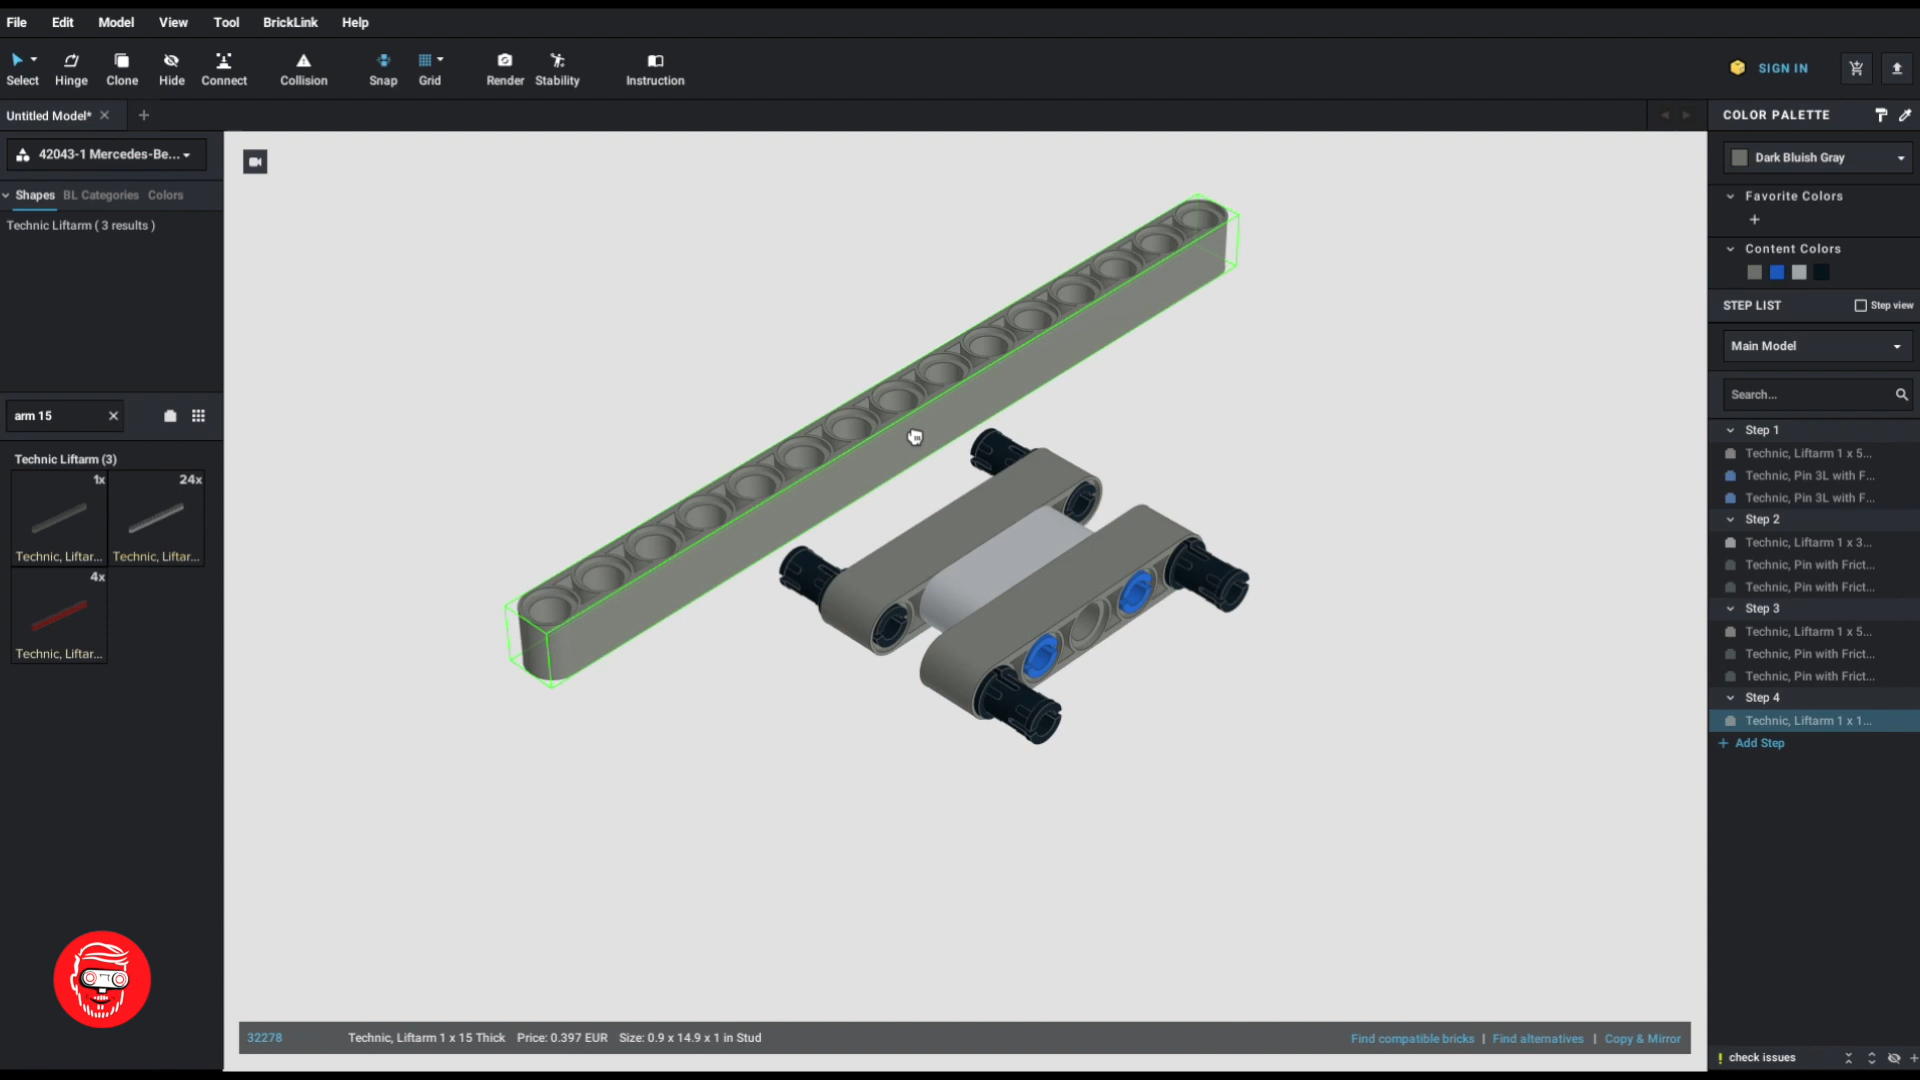 File Edit Model View Tool BrickLink Help
Select Hinge Clone Hide Connect Collision Snap Grid Render Stability Instruction SIGN IN
Untitled Model* COLOR PALETTE
42043-1 Mercedes-Be...
Dark Bluish Gray
Shapes BL Categories Colors
Favorite Colors
Technic Liftarm ( 3 results )
Content Colors
STEP LIST Step view
Main Model
Search...
arm 15
Step 1
Technic, Liftarm 1 x 5...
Technic Liftarm (3)
Technic, Pin 3L with F...
1x 24x
Technic, Pin 3L with F...
Step 2
Technic, Liftarm 1 x 3...
Technic, Liftar... Technic, Liftar...
Technic, Pin with Frict...
4x
Technic, Pin with Frict...
Step 3
Technic, Liftarm 1 x 5...
Technic, Liftar...
Technic, Pin with Frict...
Technic, Pin with Frict...
Step 4
Technic, Liftarm 1 x 1...
+ Add Step
32278 Technic, Liftarm 1 x 15 Thick Price: 0.397 EUR Size: 0.9 x 14.9 x 1 in Stud Find compatible bricks | Find alternatives | Copy & Mirror
! check issues